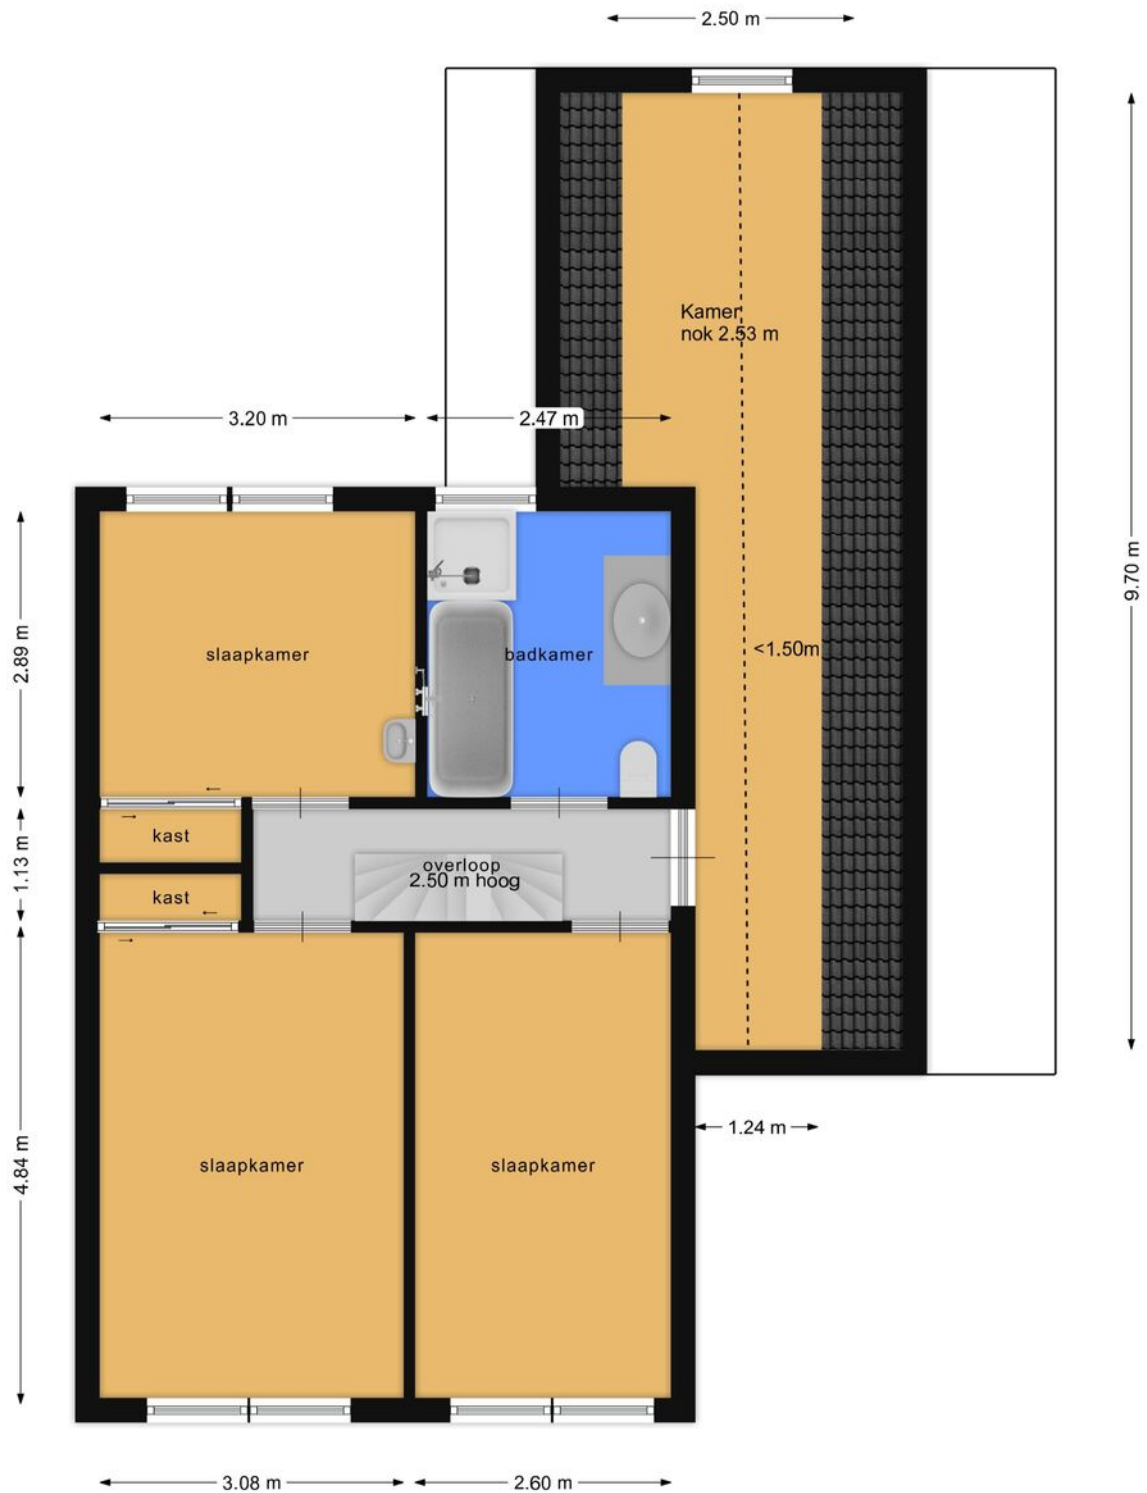 2.50 m
Kamer
nok 2.53 m
3.20 m
2.47 m
9.70 m
2.89 m
slaapkamer
badkamer
<1.50m
1.13 m
kast
kast
overloop
2.50 m hoog
4.84 m
slaapkamer
slaapkamer
1.24 m
3.08 m
2.60 m